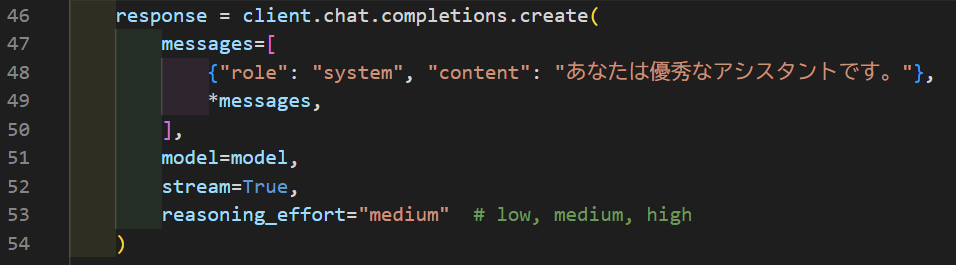 46 response = client.chat.completions.create(
47 messages=[
48 {"role": "system", "content": "あなたは優秀なアシスタントです。"},
49 *messages,
50 ],
51 model=model,
52 stream=True,
53 reasoning_effort="medium"  # low, medium, high
54 )